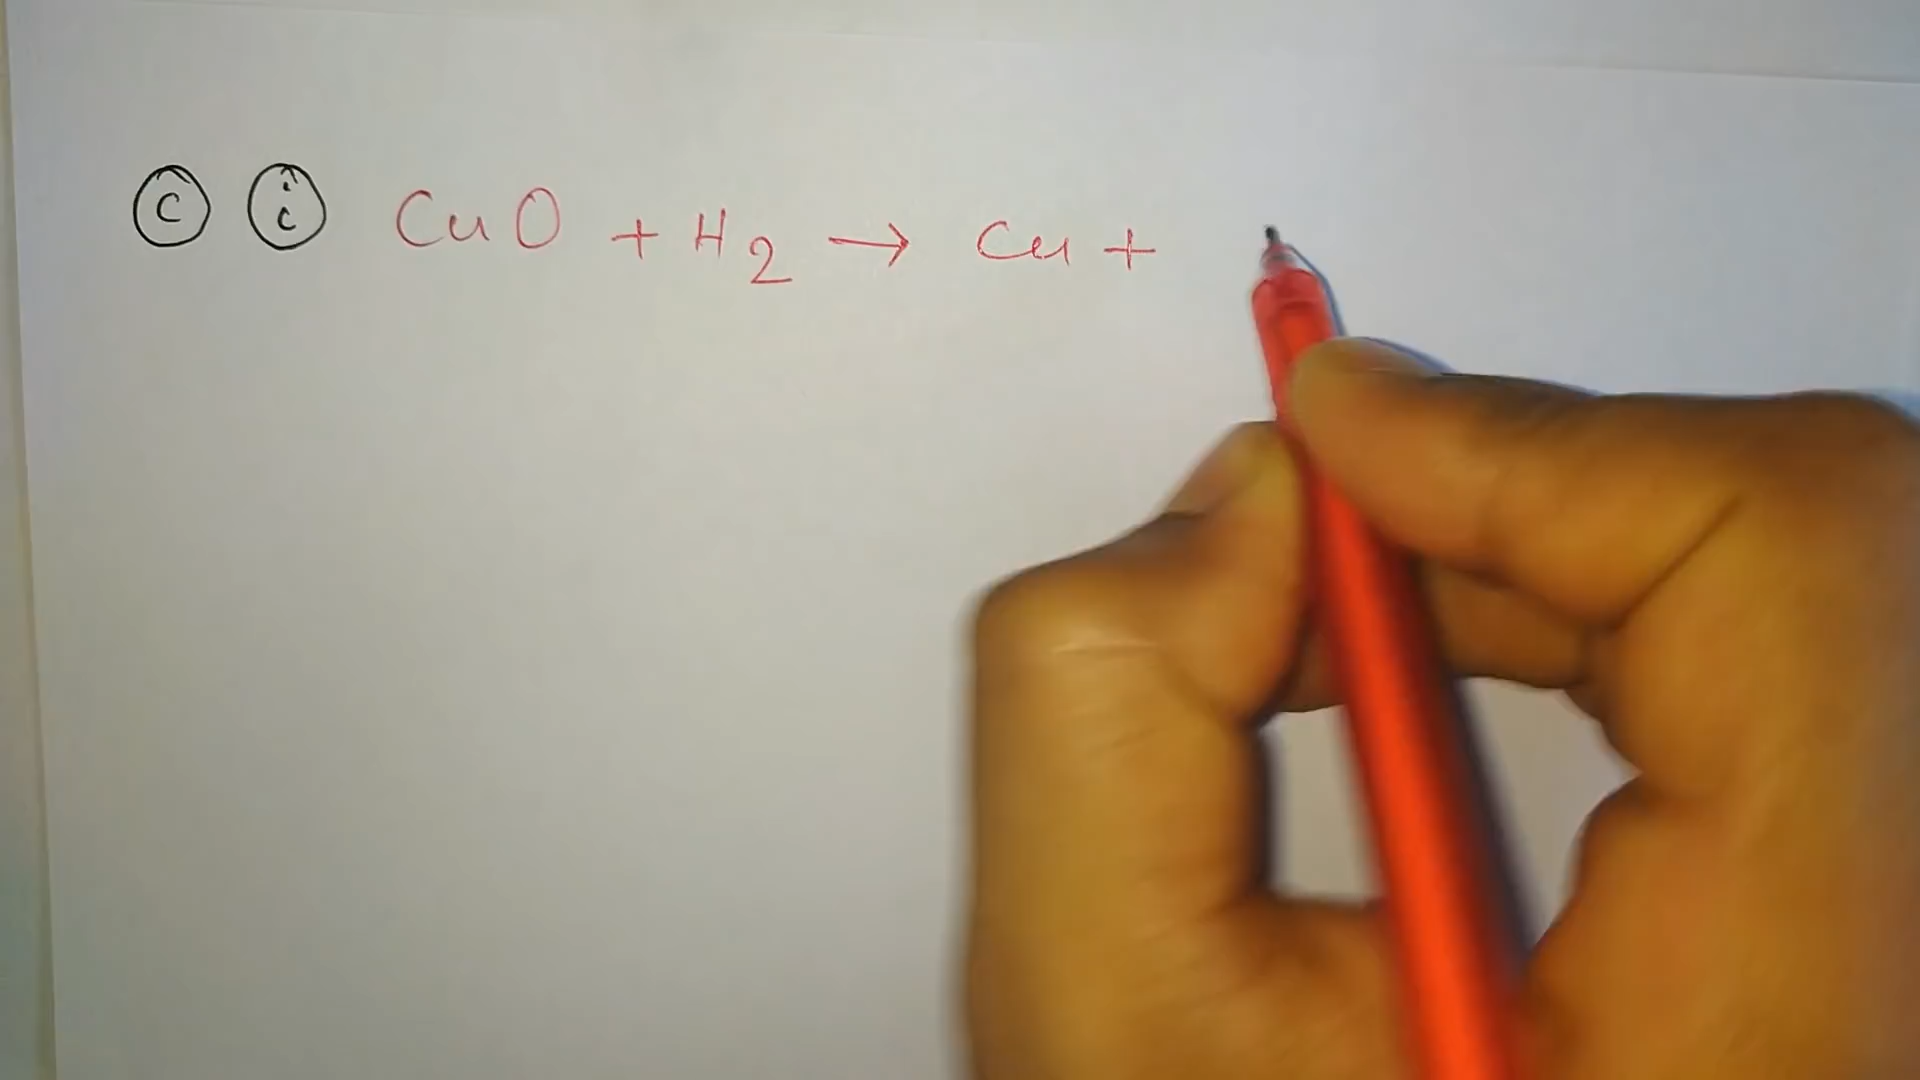 (c) (i) CuO + H2 → Cu +